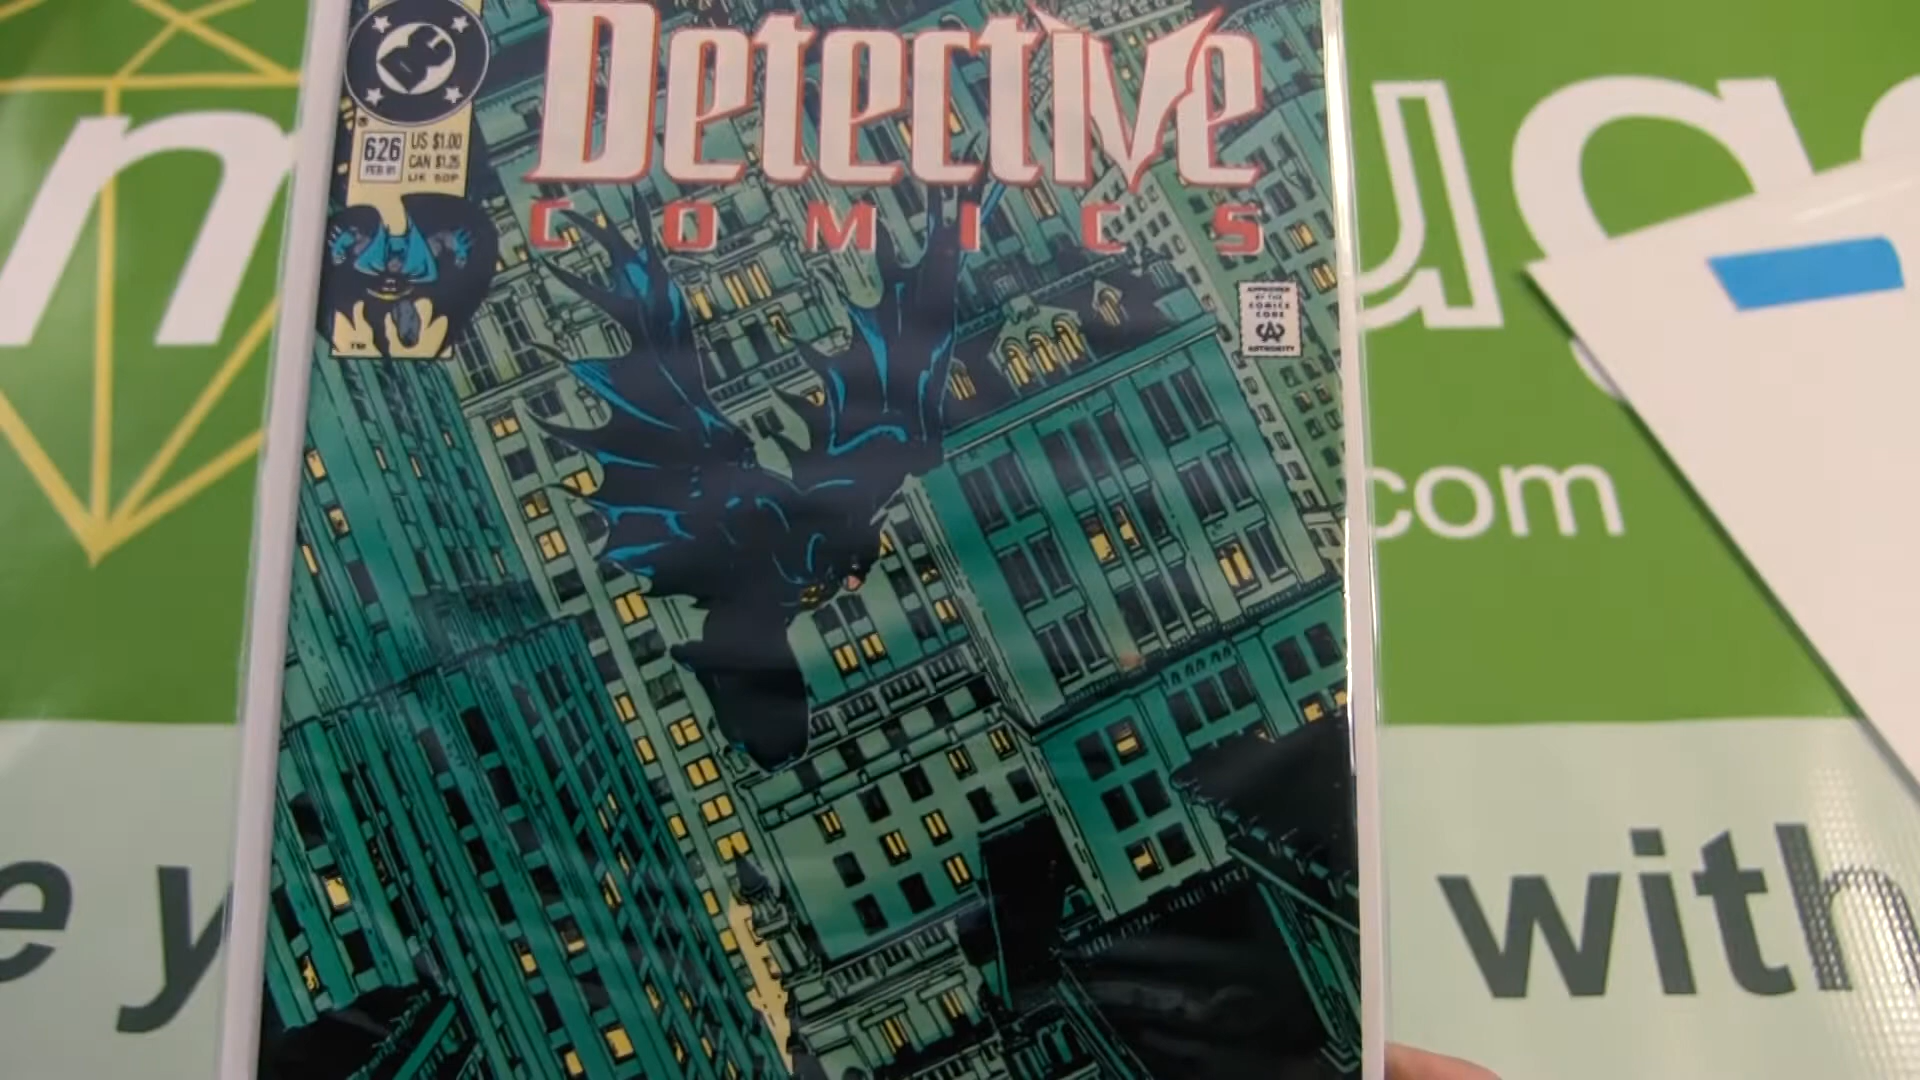 Detective
COMICS
DC
626
FEB 91
US $1.00
CAN $1.25
UK 50P
TM
APPROVED
BY THE
COMICS
CODE
CA
AUTHORITY
.com
with